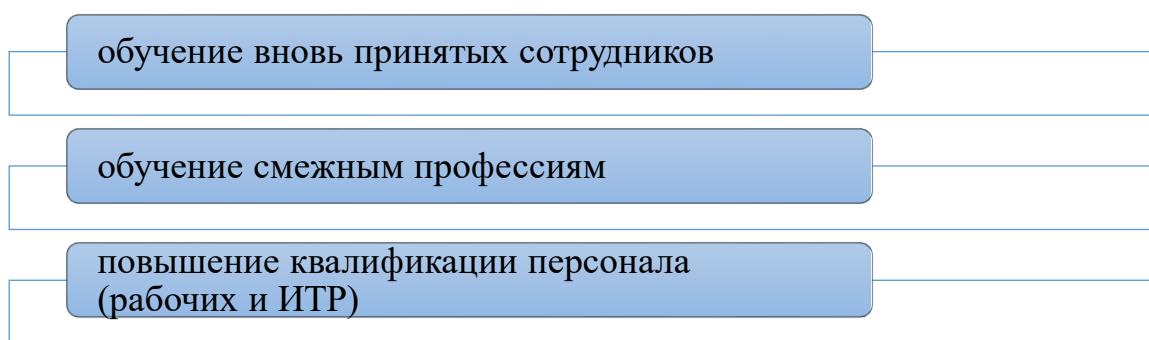 обучение вновь принятых сотрудников
обучение смежным профессиям
повышение квалификации персонала
(рабочих и ИТР)